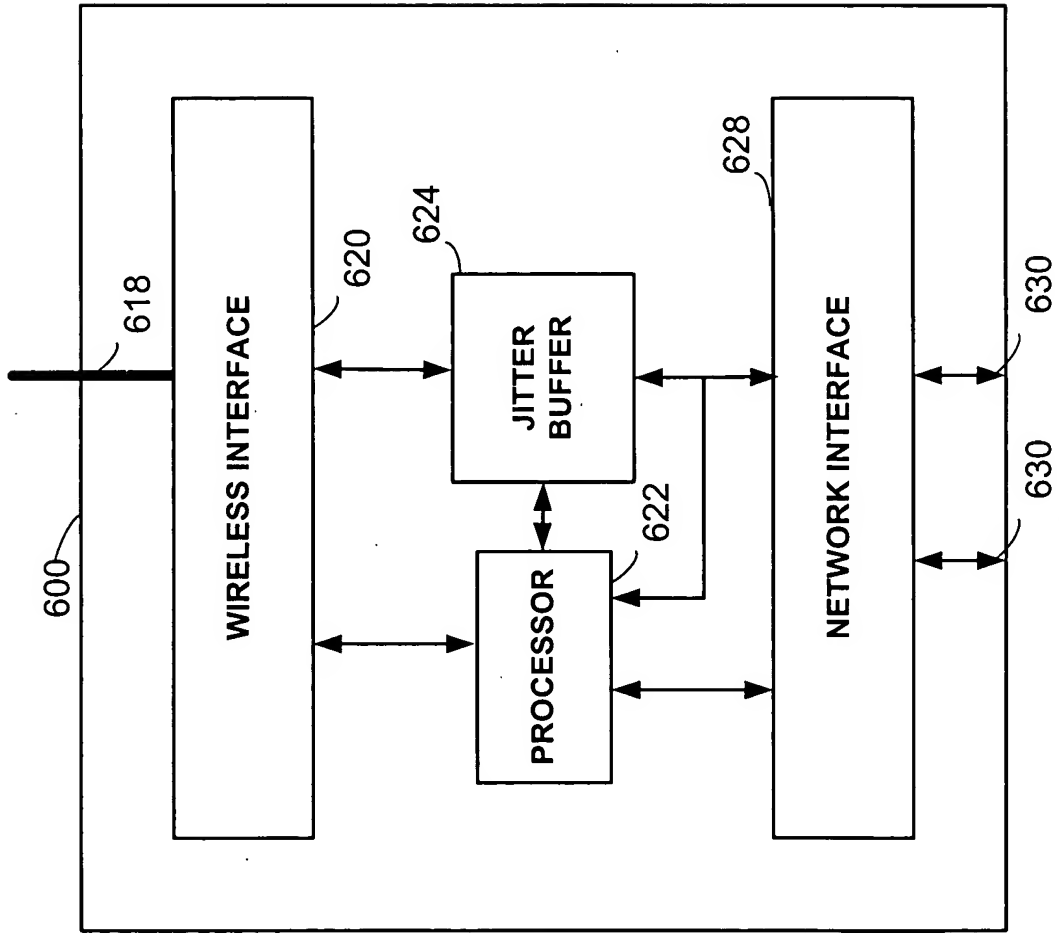 600
618
WIRELESS INTERFACE
620
624
JITTER
BUFFER
PROCESSOR
622
628
NETWORK INTERFACE
630
630